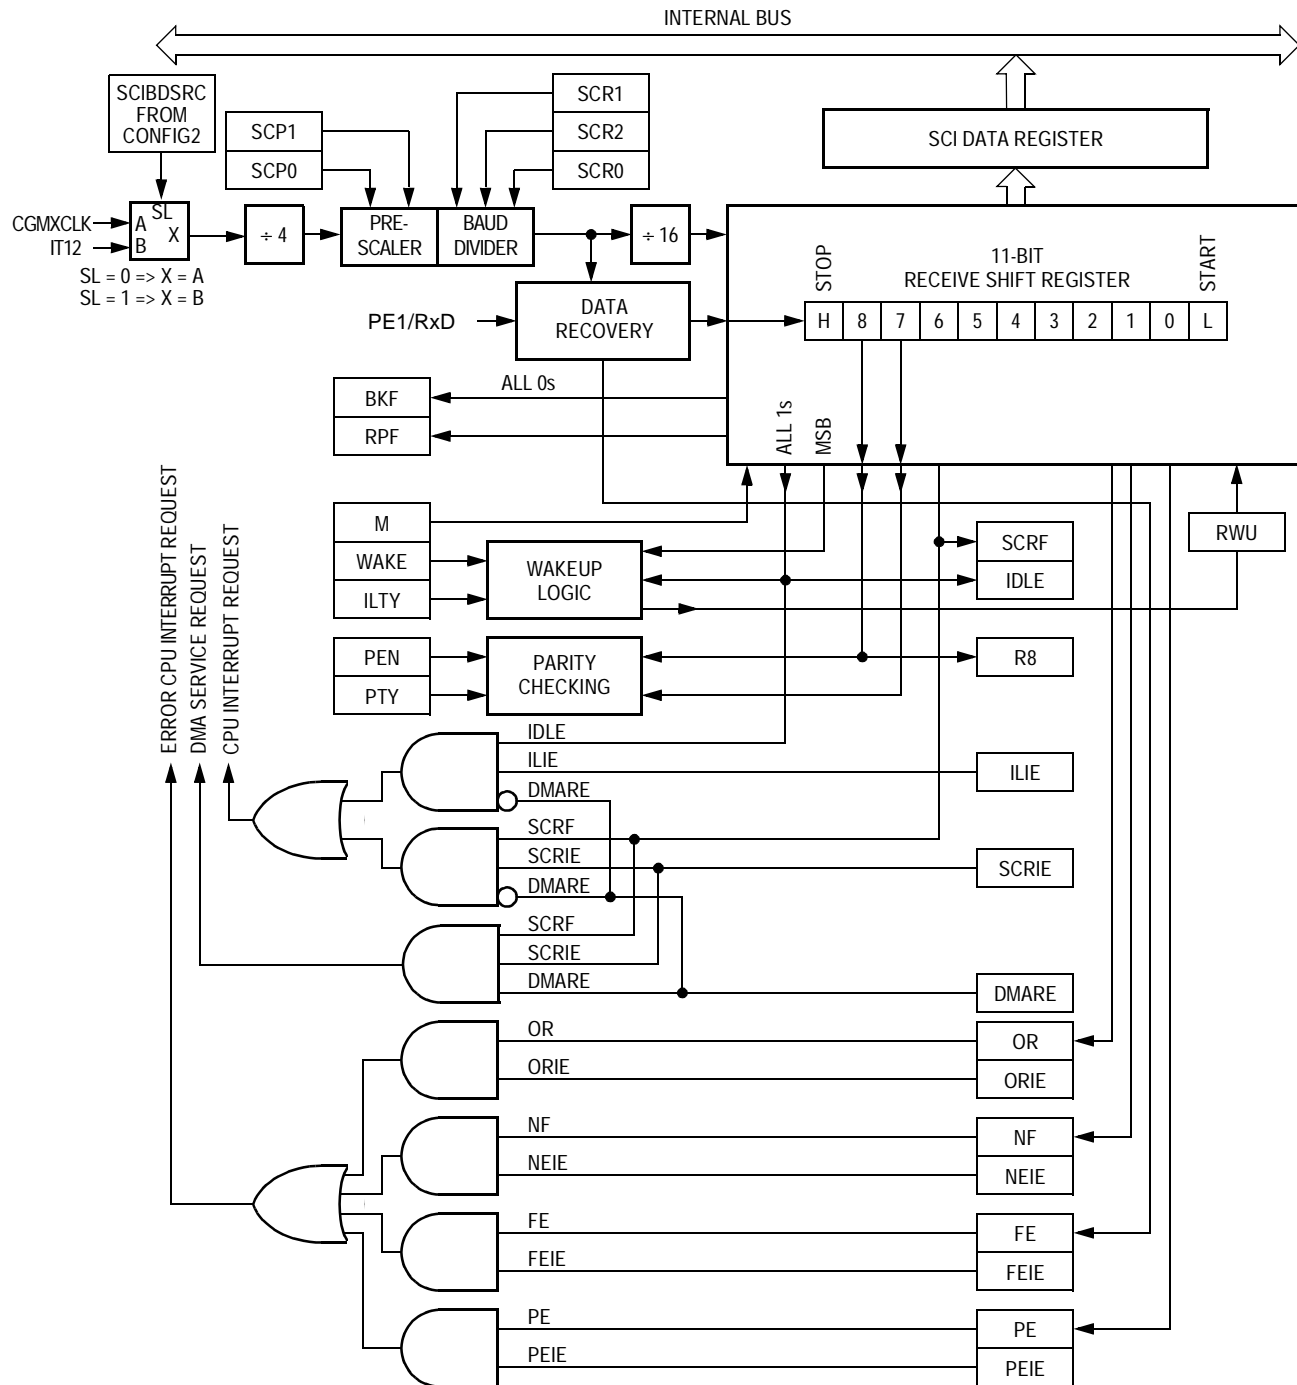 INTERNAL BUS
SCIBDSRC
FROM
CONFIG2
SCR1
SCR2
SCR0
SCP1
SCP0
SCI DATA REGISTER
CGMXCLK
IT12
SL
A
X
B
÷ 4
PRE-
SCALER
BAUD
DIVIDER
÷ 16
SL = 0 => X = A
SL = 1 => X = B
STOP
11-BIT
RECEIVE SHIFT REGISTER
START
PE1/RxD
DATA
RECOVERY
H 8 7 6 5 4 3 2 1 0 L
ALL 0s
BKF
RPF
ALL 1s
MSB
M
WAKE
ILTY
WAKEUP
LOGIC
SCRF
IDLE
RWU
PEN
PTY
PARITY
CHECKING
R8
ERROR CPU INTERRUPT REQUEST
DMA SERVICE REQUEST
CPU INTERRUPT REQUEST
IDLE
ILIE
ILIE
DMARE
SCRF
SCRIE
SCRIE
DMARE
SCRF
SCRIE
DMARE
DMARE
OR
OR
ORIE
ORIE
NF
NF
NEIE
NEIE
FE
FE
FEIE
FEIE
PE
PE
PEIE
PEIE